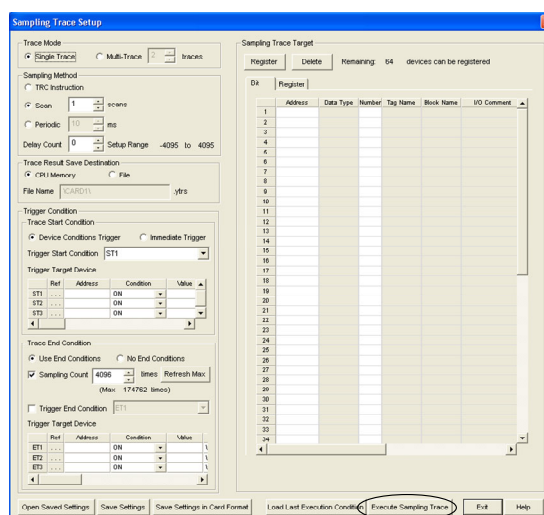 Sampling Trace Setup
Trace Mode
Single Trace Multi-Trace 2 traces
Sampling Method
TRC Instruction
Scan 1 scans
Periodic 10 ms
Delay Count 0 Setup Range -4095 to 4095
Trace Result Save Destination
CPU Memory File
File Name \CARD1\ .ytrs
Trigger Condition
Trace Start Condition
Device Conditions Trigger Immediate Trigger
Trigger Start Condition ST1
Trigger Target Device
Ref Address Condition Value
ST1 ... ON
ST2 ... ON
ST3 ... ON
Trace End Condition
Use End Conditions No End Conditions
Sampling Count 4096 times Refresh Max
(Max 174762 times)
Trigger End Condition ET1
Trigger Target Device
Ref Address Condition Value
ET1 ... ON \
ET2 ... ON \
ET3 ... ON \
Sampling Trace Target
Register Delete Remaining: 64 devices can be registered
Bit Register
Address Data Type Number Tag Name Block Name I/O Comment
1
2
3
4
5
6
7
8
9
10
11
12
13
14
15
16
17
18
19
20
21
22
23
24
25
26
27
28
29
30
31
32
33
34
Open Saved Settings Save Settings Save Settings in Card Format Load Last Execution Condition Execute Sampling Trace Exit Help